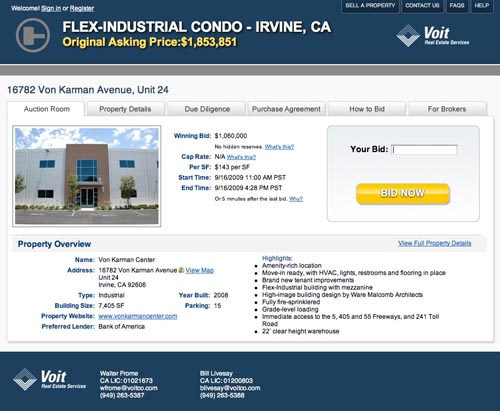 Welcome! Sign in or Register
SELL A PROPERTY | CONTACT US | FAQS | HELP
FLEX-INDUSTRIAL CONDO - IRVINE, CA
Original Asking Price:$1,853,851
Voit
Real Estate Services
16782 Von Karman Avenue, Unit 24
Auction Room
Property Details
Due Diligence
Purchase Agreement
How to Bid
For Brokers
Winning Bid: $1,060,000
No hidden reserves. What's this?
Cap Rate: N/A What's this?
Per SF: $143 per SF
Start Time: 9/16/2009 11:00 AM PST
End Time: 9/16/2009 4:28 PM PST
Or 5 minutes after the last bid. Why?
Your Bid:
BID NOW
Property Overview
View Full Property Details
Name: Von Karman Center
Address: 16782 Von Karman Avenue View Map
Unit 24
Irvine, CA 92606
Type: Industrial Year Built: 2008
Building Size: 7,405 SF Parking: 15
Property Website: www.vonkarmancenter.com
Preferred Lender: Bank of America
Highlights:
Amenity-rich location
Move-in ready, with HVAC, lights, restrooms and flooring in place
Brand new tenant improvements
Flex-Industrial building with mezzanine
High-image building design by Ware Malcomb Architects
Fully fire-sprinklered
Grade-level loading
Immediate access to the 5, 405 and 55 Freeways, and 241 Toll
Road
22' clear height warehouse
Voit
Real Estate Services
Walter Frome
CA LIC: 01021673
wfrome@voitco.com
(949) 263-5387
Bill Livesay
CA LIC: 01200803
blivesay@voitco.com
(949) 263-5388